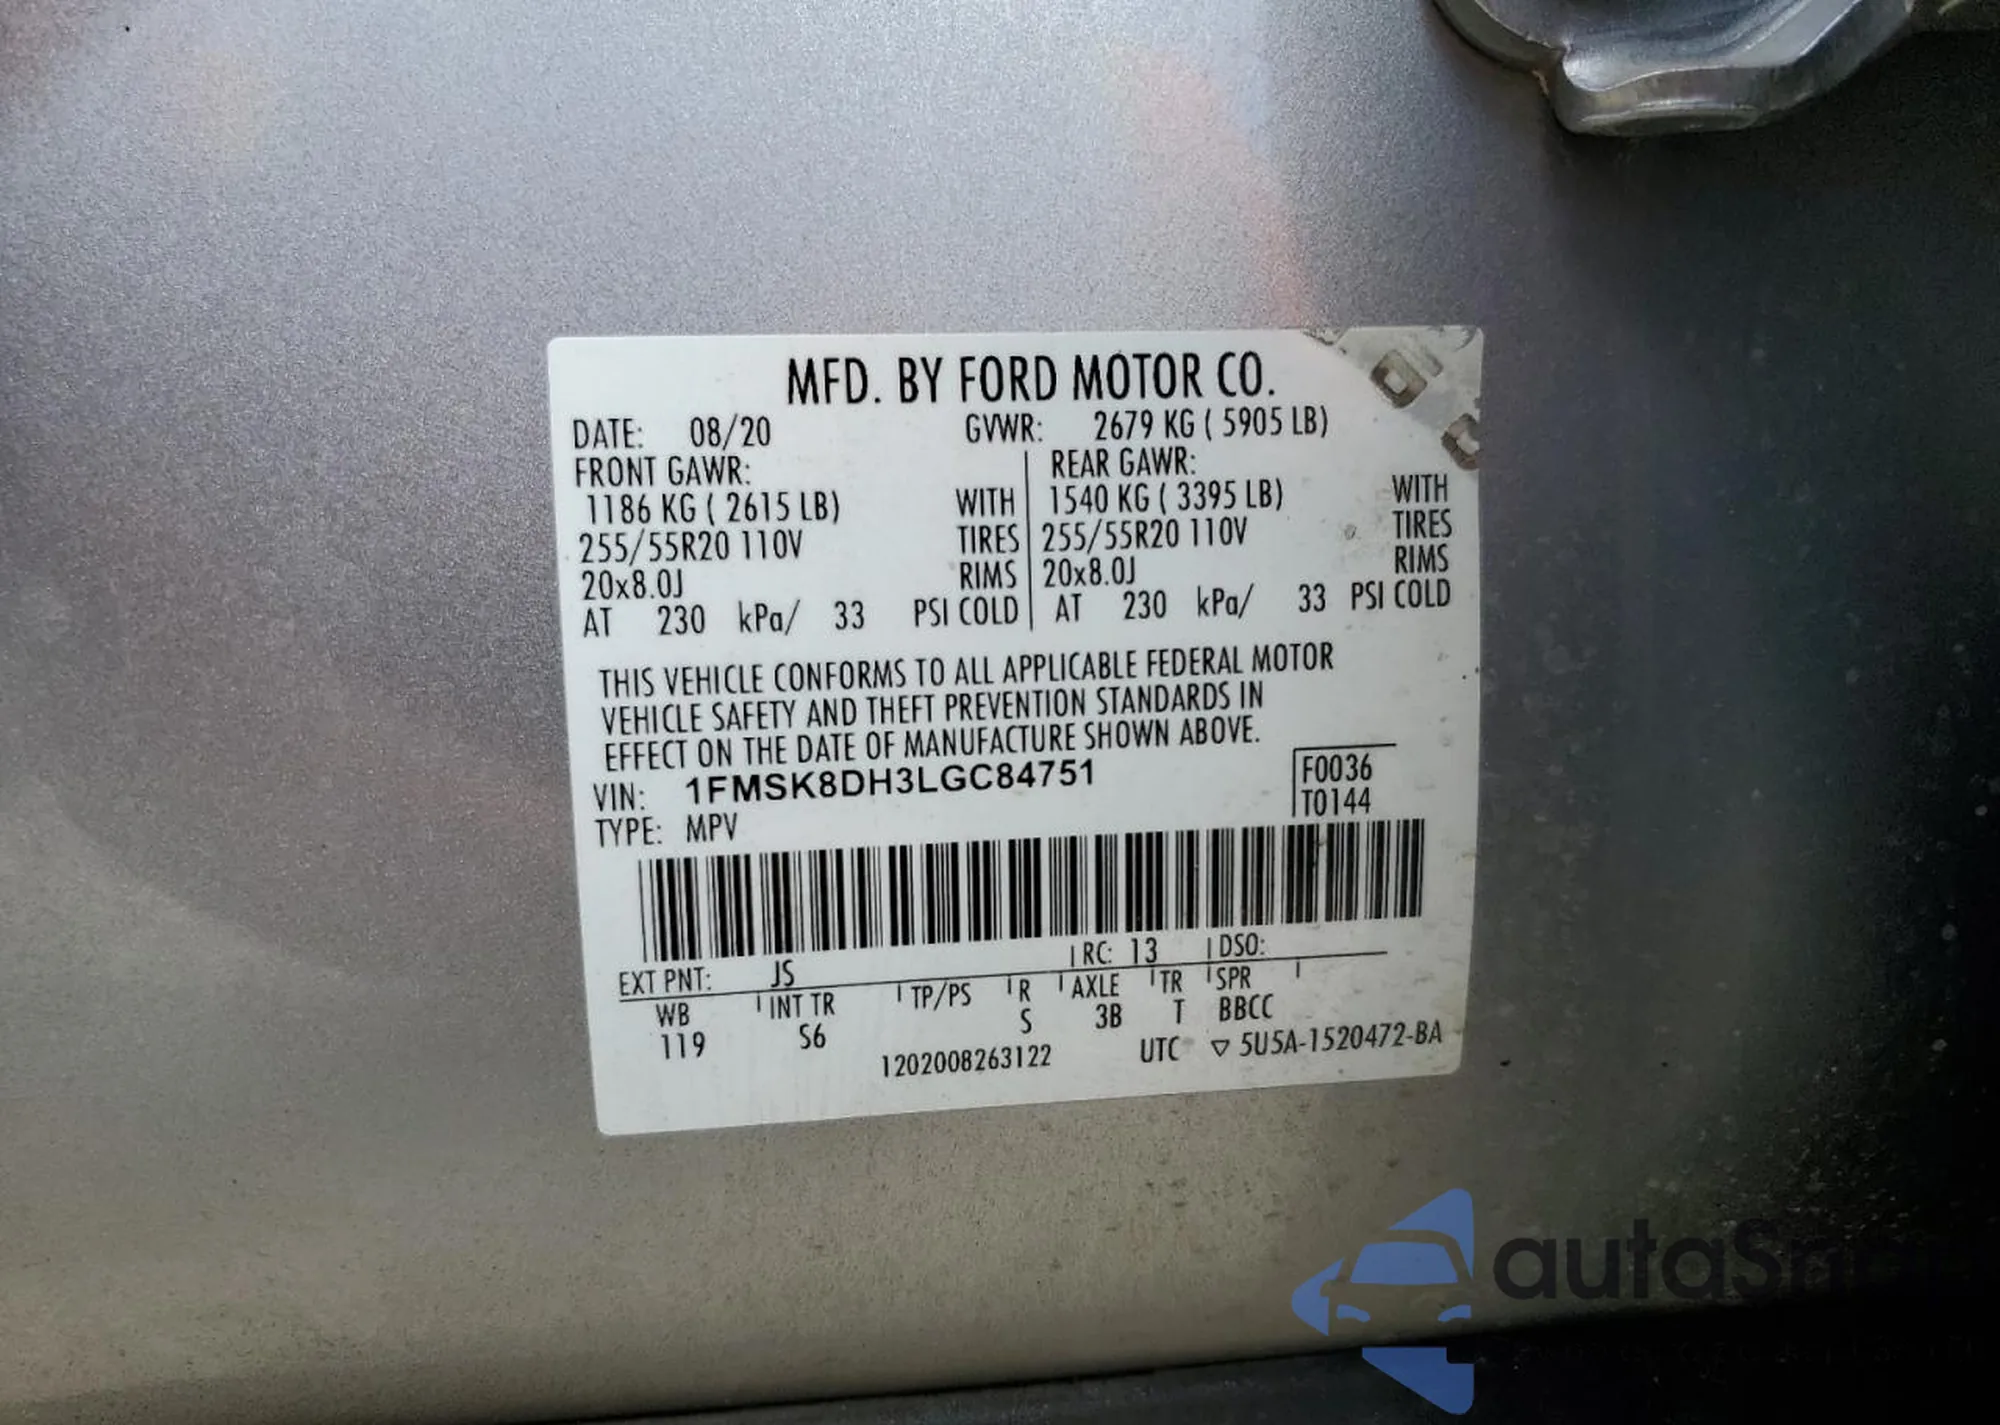 MFD. BY FORD MOTOR CO.
DATE: 08/20 GVWR: 2679 KG ( 5905 LB)
FRONT GAWR: REAR GAWR:
1186 KG ( 2615 LB) WITH 1540 KG ( 3395 LB) WITH
255/55R20 110V TIRES 255/55R20 110V TIRES
20x8.0J RIMS 20x8.0J RIMS
AT 230 kPa/ 33 PSI COLD AT 230 kPa/ 33 PSI COLD
THIS VEHICLE CONFORMS TO ALL APPLICABLE FEDERAL MOTOR
VEHICLE SAFETY AND THEFT PREVENTION STANDARDS IN
EFFECT ON THE DATE OF MANUFACTURE SHOWN ABOVE.
VIN: 1FMSK8DH3LGC84751 F0036
TYPE: MPV T0144
EXT PNT: JS RC: 13 DSO:
WB INT TR TP/PS R AXLE TR SPR
119 S6 S 3B T BBCC
1202008263122 UTC ▽ 5U5A-1520472-BA